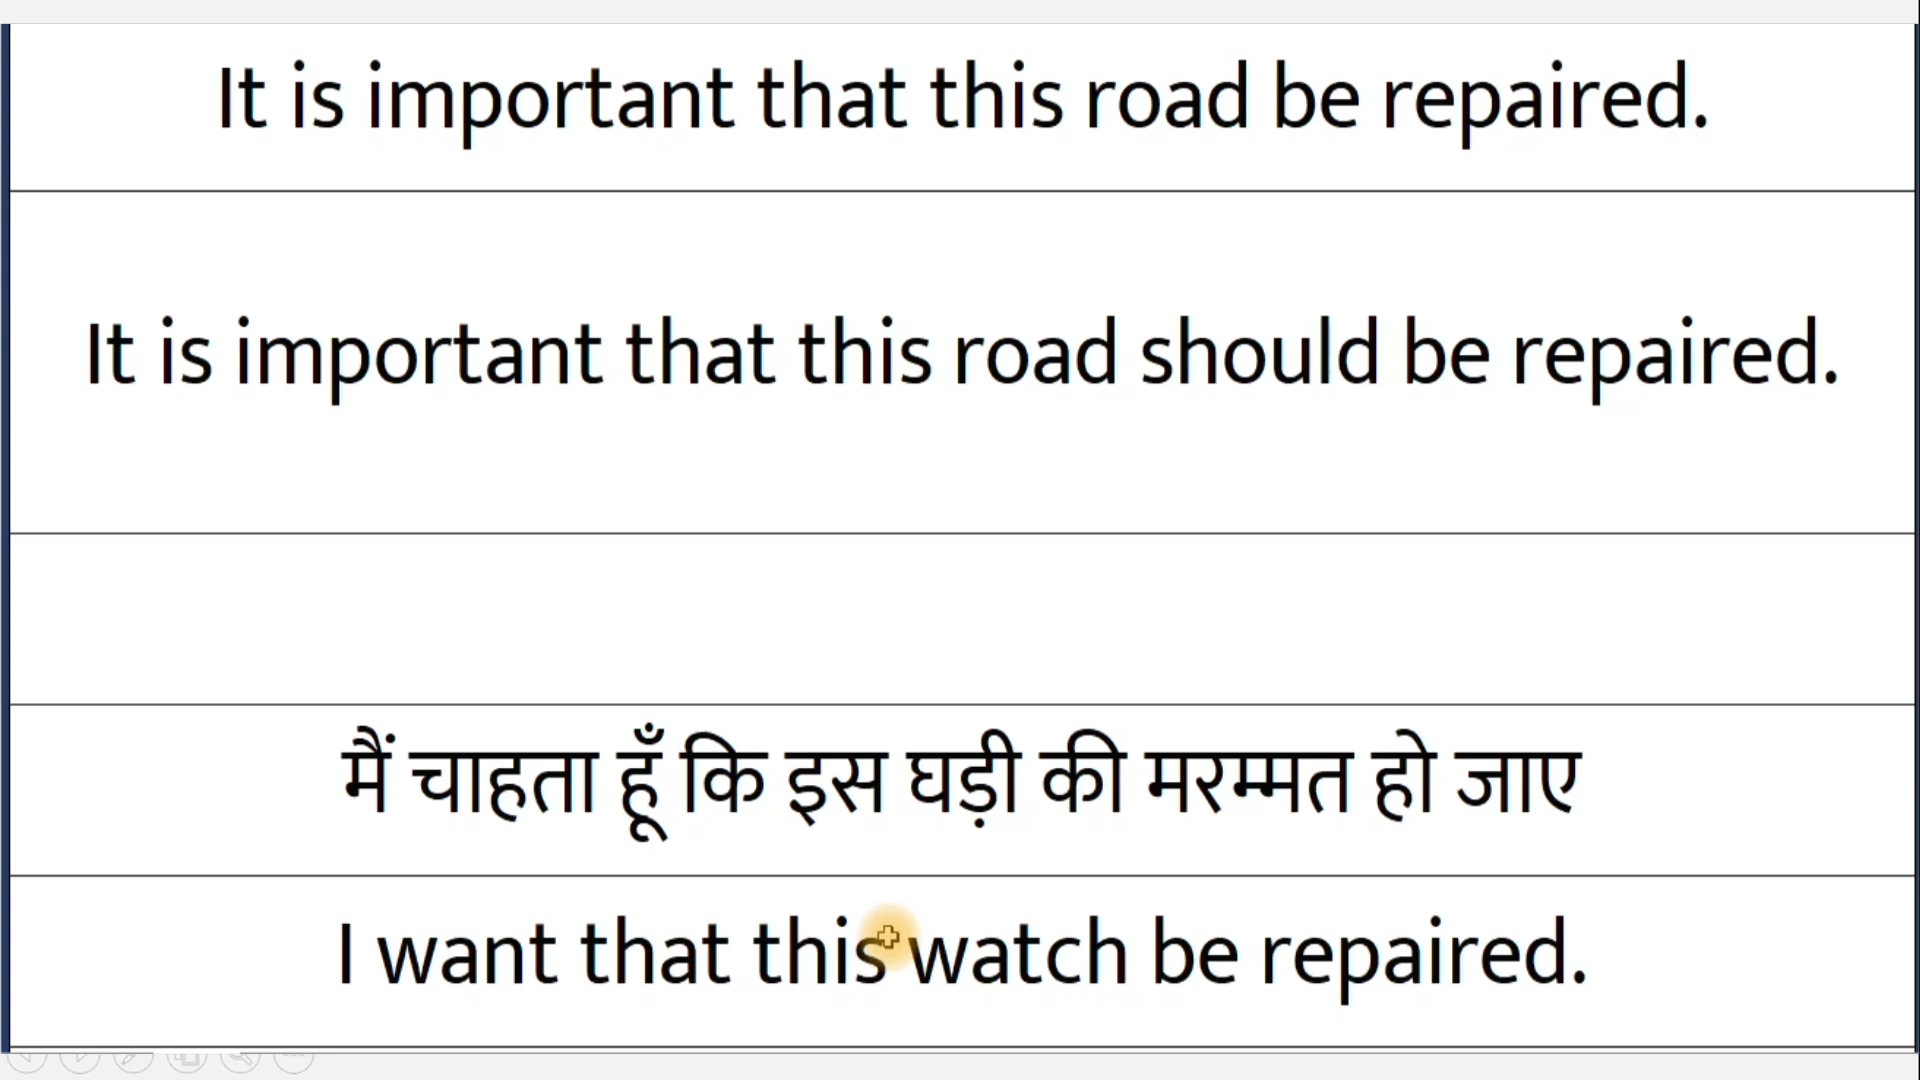 It is important that this road be repaired.
It is important that this road should be repaired.
मैं चाहता हूँ कि इस घड़ी की मरम्मत हो जाए
I want that this watch be repaired.